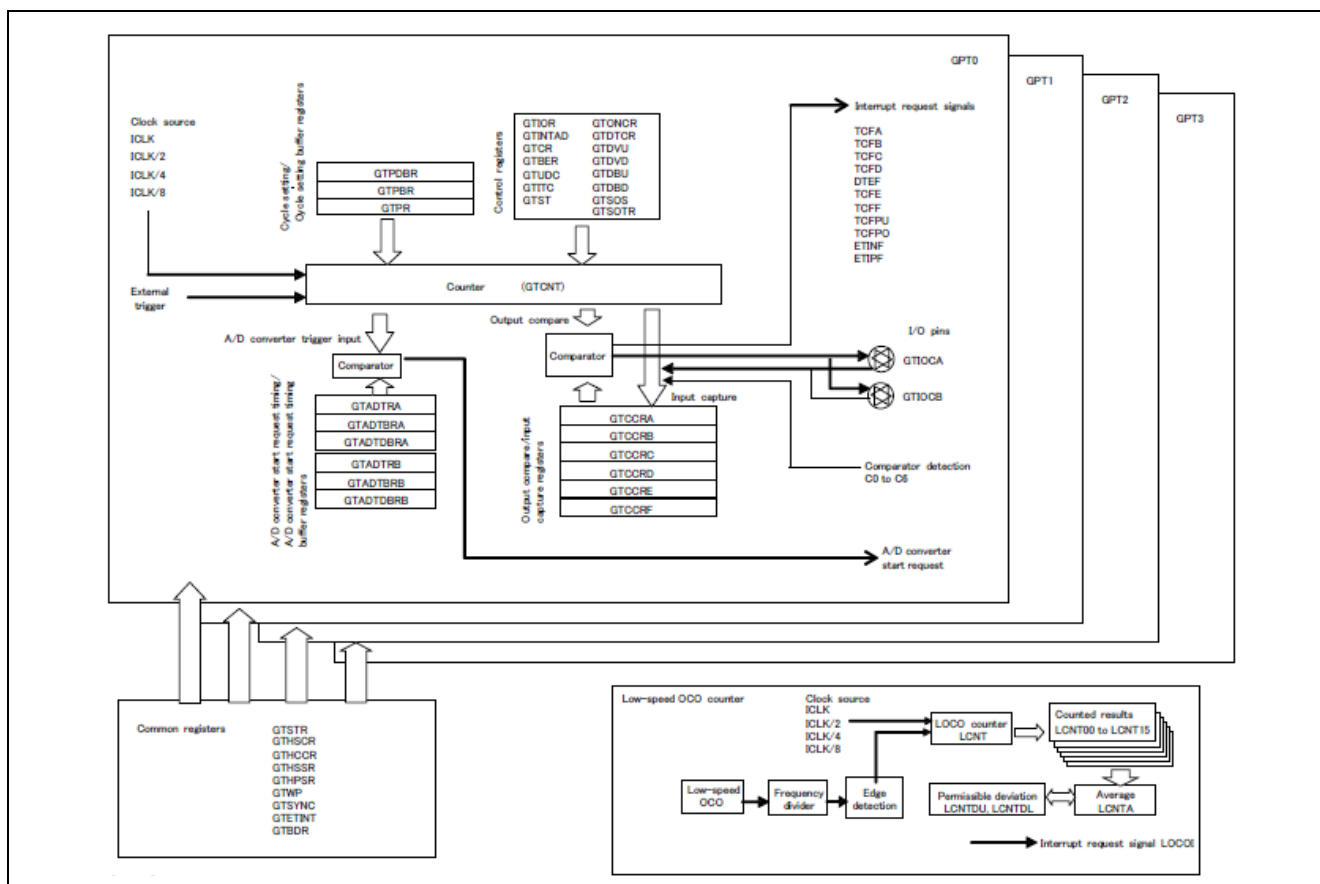 GPT0
GPT1
GPT2
GPT3
Clock source
ICLK
ICLK/2
ICLK/4
ICLK/8
External
trigger
Cycle setting/
Cycle setting buffer registers
GTPDBR
GTPBR
GTPR
Control registers
GTIOR GTONCR
GTINTAD GTDTCR
GTCR GTDVU
GTBER GTDVD
GTUDC GTDBU
GTITC GTDBD
GTST GTSOS
GTSOTR
Interrupt request signals
TCFA
TCFB
TCFC
TCFD
DTEF
TCFE
TCFF
TCFPU
TCFPO
ETINF
ETIPF
Counter (GTCNT)
A/D converter trigger input
Output compare
Comparator
Comparator
Input capture
I/O pins
GTIOCA
GTIOCB
A/D converter start request timing/
A/D converter start request timing
buffer registers
GTADTRA
GTADTBRA
GTADTDBRA
GTADTRB
GTADTBRB
GTADTDBRB
Output compare/input
capture registers
GTCCRA
GTCCRB
GTCCRC
GTCCRD
GTCCRE
GTCCRF
Comparator detection
C0 to C6
A/D converter
start request
Common registers
GTSTR
GTHSCR
GTHCCR
GTHSSR
GTHPSR
GTWP
GTSYNC
GTETINT
GTBDR
Low-speed OCO counter
Clock source
ICLK
ICLK/2
ICLK/4
ICLK/8
LOCO counter
LCNT
Counted results
LCNT00 to LCNT15
Low-speed
OCO
Frequency
divider
Edge
detection
Permissible deviation
LCNTDU, LCNTDL
Average
LCNTA
Interrupt request signal LOCOI